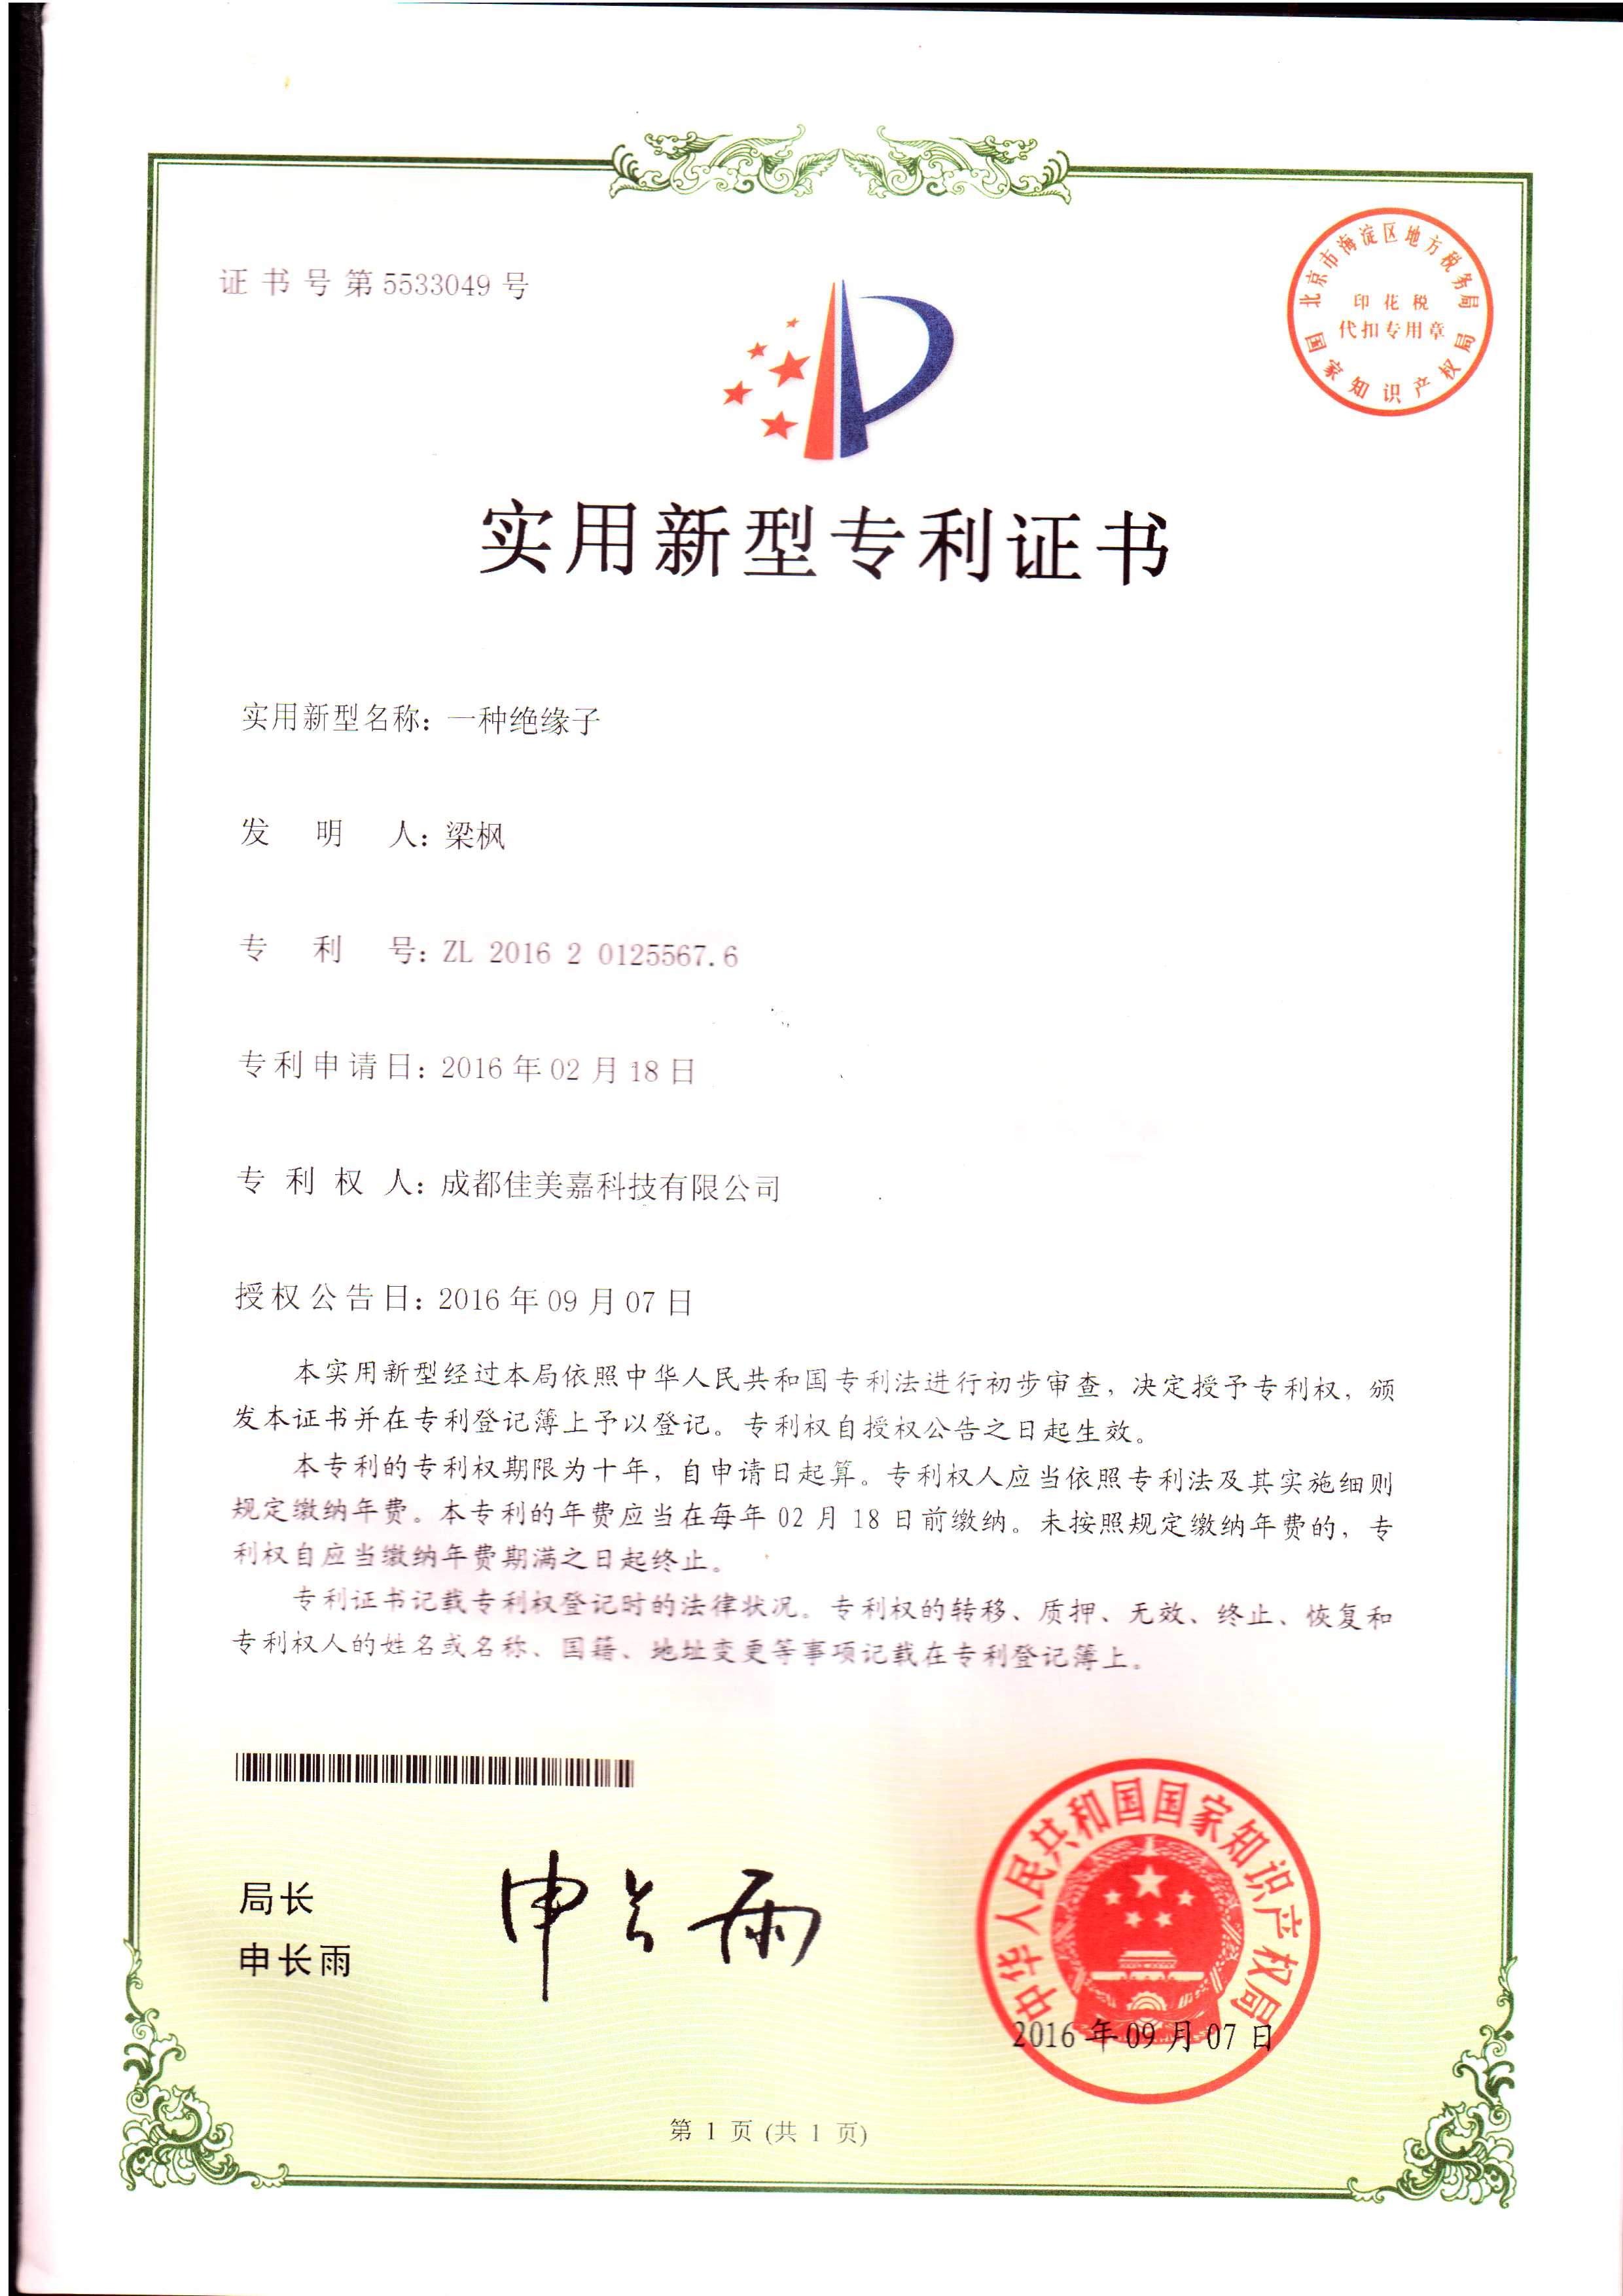 证书号第5533049号
北京市海淀区地方税务局
印花税
代扣专用章
国家知识产权局
实用新型专利证书
实用新型名称：一种绝缘子
发明人：梁枫
专利号：ZL 2016 2 0125567.6
专利申请日：2016年02月18日
专利权人：成都佳美嘉科技有限公司
授权公告日：2016年09月07日
本实用新型经过本局依照中华人民共和国专利法进行初步审查，决定授予专利权，颁
发本证书并在专利登记簿上予以登记。专利权自授权公告之日起生效。
本专利的专利权期限为十年，自申请日起算。专利权人应当依照专利法及其实施细则
规定缴纳年费。本专利的年费应当在每年02月18日前缴纳。未按照规定缴纳年费的，专
利权自应当缴纳年费期满之日起终止。
专利证书记载专利权登记时的法律状况。专利权的转移、质押、无效、终止、恢复和
专利权人的姓名或名称、国籍、地址变更等事项记载在专利登记簿上。
局长
申长雨
申长雨
中华人民共和国国家知识产权局
2016年09月07日
第 1 页 (共 1 页)